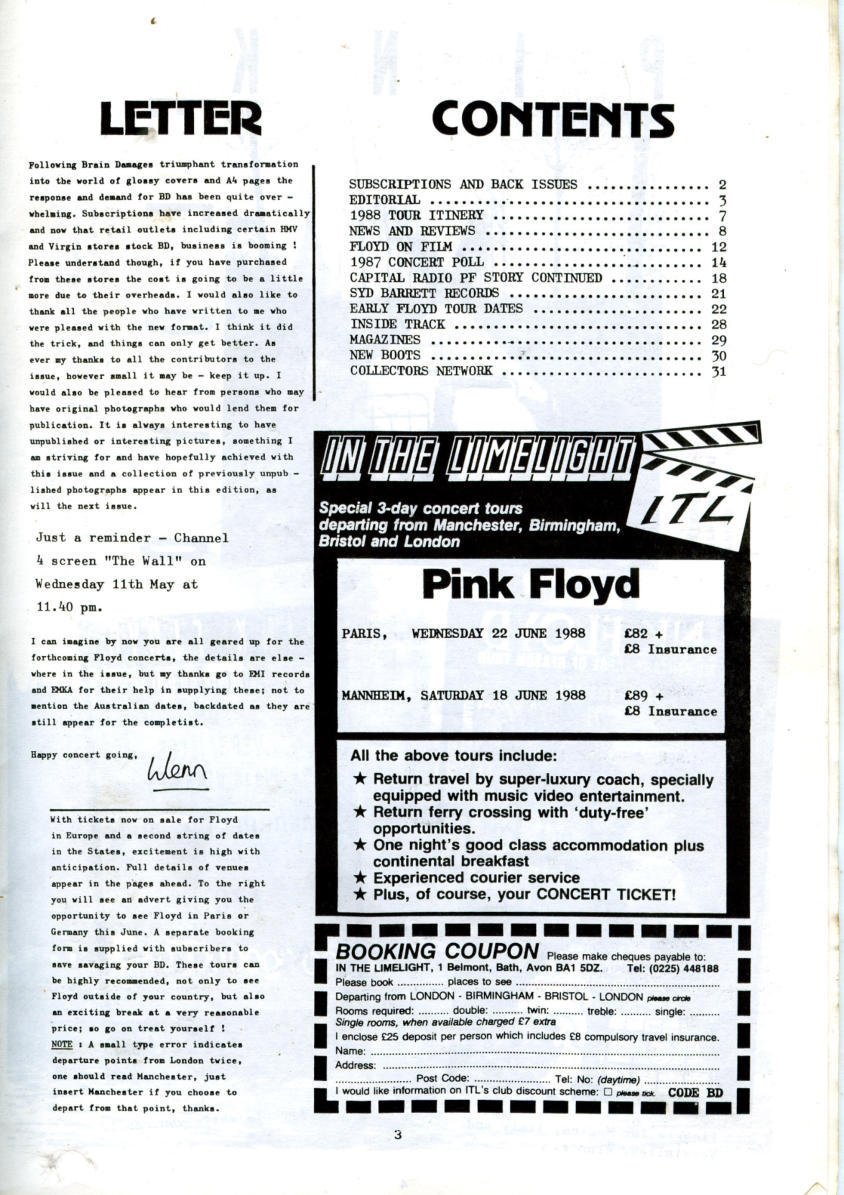 LETTER
Following Brain Damages triumphant transformation
into the world of glossy covers and A4 pages the
response and demand for BD has been quite over -
whelming. Subscriptions have increased dramatically
and now that retail outlets including certain HMV
and Virgin stores stock BD, business is booming !
Please understand though, if you have purchased
from these stores the cost is going to be a little
more due to their overheads. I would also like to
thank all the people who have written to me who
were pleased with the new format. I think it did
the trick, and things can only get better. As
ever my thanks to all the contributors to the
issue, however small it may be - keep it up. I
would also be pleased to hear from persons who may
have original photographs who would lend them for
publication. It is always interesting to have
unpublished or interesting pictures, something I
am striving for and have hopefully achieved with
this issue and a collection of previously unpub -
lished photographs appear in this edition, as
will the next issue.
Just a reminder - Channel
4 screen "The Wall" on
Wednesday 11th May at
11.40 pm.
I can imagine by now you are all geared up for the
forthcoming Floyd concerts, the details are else -
where in the issue, but my thanks go to EMI records
and EMKA for their help in supplying these; not to
mention the Australian dates, backdated as they are
still appear for the completist.
Happy concert going,
Glenn
With tickets now on sale for Floyd
in Europe and a second string of dates
in the States, excitement is high with
anticipation. Full details of venues
appear in the pages ahead. To the right
you will see an advert giving you the
opportunity to see Floyd in Paris or
Germany this June. A separate booking
form is supplied with subscribers to
save savaging your BD. These tours can
be highly recommended, not only to see
Floyd outside of your country, but also
an exciting break at a very reasonable
price; so go on treat yourself !
NOTE : A small type error indicates
departure points from London twice,
one should read Manchester, just
insert Manchester if you choose to
depart from that point, thanks.
CONTENTS
SUBSCRIPTIONS AND BACK ISSUES ................ 2
EDITORIAL .................................... 3
1988 TOUR ITINERY ............................ 7
NEWS AND REVIEWS ............................. 8
FLOYD ON FILM ................................ 12
1987 CONCERT POLL ............................ 14
CAPITAL RADIO PF STORY CONTINUED ............ 18
SYD BARRETT RECORDS .......................... 21
EARLY FLOYD TOUR DATES ....................... 22
INSIDE TRACK ................................. 28
MAGAZINES .................................... 29
NEW BOOTS .................................... 30
COLLECTORS NETWORK ........................... 31
IN THE LIMELIGHT
ITL
Special 3-day concert tours
departing from Manchester, Birmingham,
Bristol and London
Pink Floyd
PARIS, WEDNESDAY 22 JUNE 1988 £82 +
£8 Insurance
MANNHEIM, SATURDAY 18 JUNE 1988 £89 +
£8 Insurance
All the above tours include:
★ Return travel by super-luxury coach, specially
equipped with music video entertainment.
★ Return ferry crossing with 'duty-free'
opportunities.
★ One night's good class accommodation plus
continental breakfast
★ Experienced courier service
★ Plus, of course, your CONCERT TICKET!
BOOKING COUPON Please make cheques payable to:
IN THE LIMELIGHT, 1 Belmont, Bath, Avon BA1 5DZ. Tel: (0225) 448188
Please book ............... places to see ...............
Departing from LONDON - BIRMINGHAM - BRISTOL - LONDON please circle
Rooms required: .......... double: .......... twin: .......... treble: .......... single: ..........
Single rooms, when available charged £7 extra
I enclose £25 deposit per person which includes £8 compulsory travel insurance.
Name: ...............
Address: ...............
............... Post Code: ............... Tel: No: (daytime) ...............
I would like information on ITL's club discount scheme: □ please tick. CODE BD
3